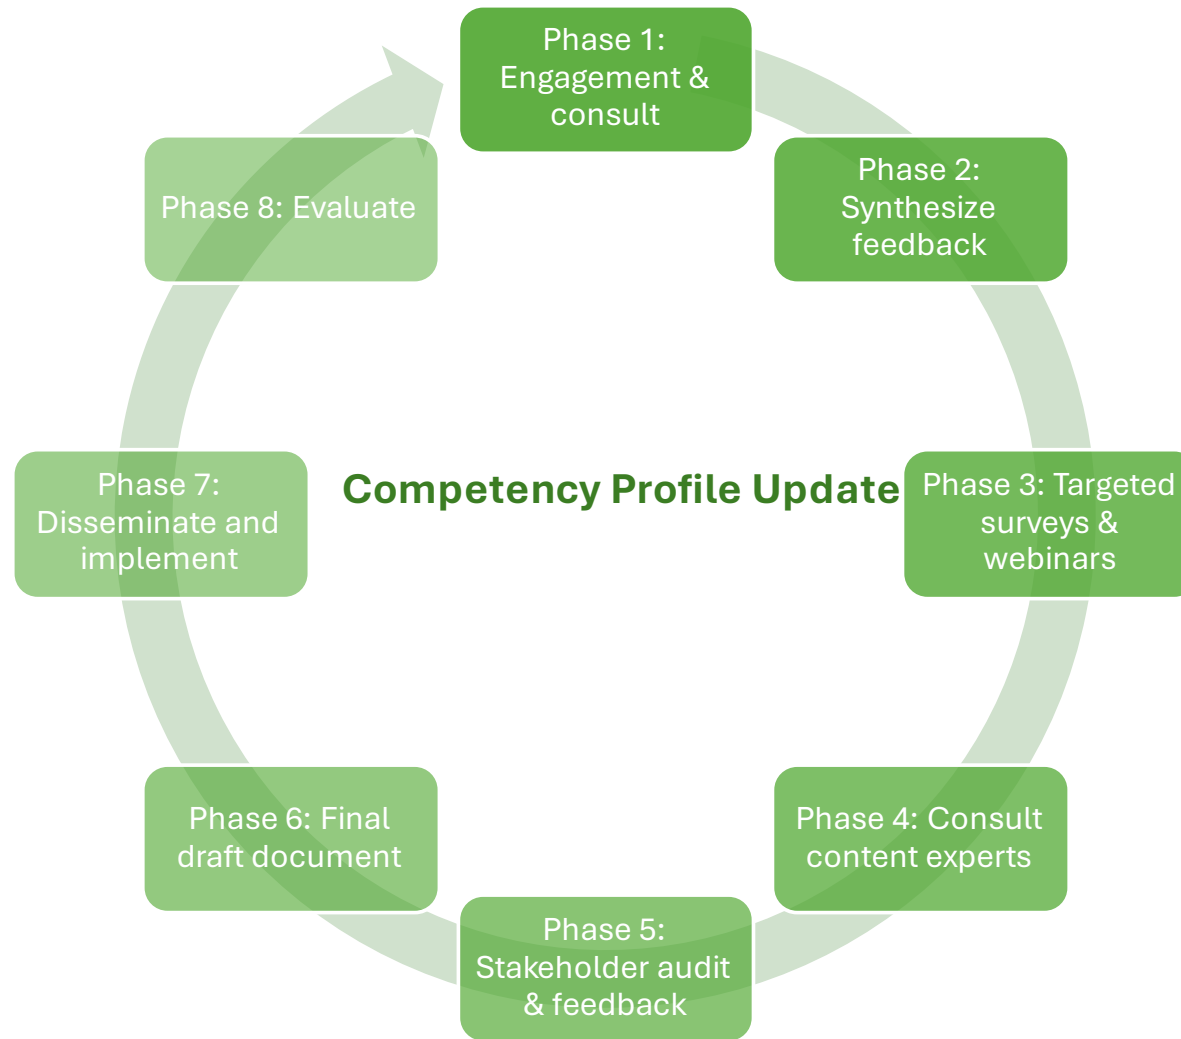 Phase 1:
Engagement &
consult
Phase 2:
Synthesize
feedback
Phase 3: Targeted
surveys &
webinars
Phase 4: Consult
content experts
Phase 5:
Stakeholder audit
& feedback
Phase 6: Final
draft document
Phase 7:
Disseminate and
implement
Phase 8: Evaluate
Competency Profile Update